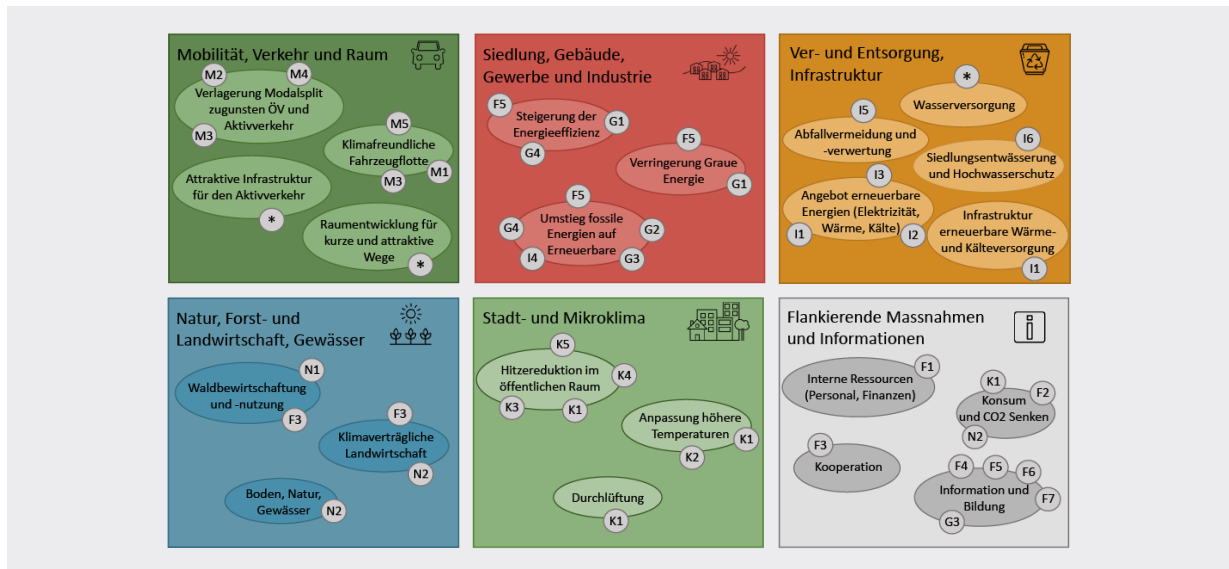 Mobilität, Verkehr und Raum
M2
M4
Verlagerung Modalsplit
zugunsten ÖV und
Aktivverkehr
M3
M5
Klimafreundliche
Fahrzeugflotte
M3
M1
Attraktive Infrastruktur
für den Aktivverkehr
*
Raumentwicklung für
kurze und attraktive
Wege
*
Siedlung, Gebäude,
Gewerbe und Industrie
F5
Steigerung der
Energieeffizienz
G1
G4
F5
Verringerung Graue
Energie
G1
F5
Umstieg fossile
Energien auf
Erneuerbare
G4
G2
I4
G3
Ver- und Entsorgung,
Infrastruktur
*
Wasserversorgung
I5
Abfallvermeidung und
-verwertung
I6
Siedlungsentwässerung
und Hochwasserschutz
I3
Angebot erneuerbare
Energien (Elektrizität,
Wärme, Kälte)
I1
I2
Infrastruktur
erneuerbare Wärme-
und Kälteversorgung
I1
Natur, Forst- und
Landwirtschaft, Gewässer
N1
Waldbewirtschaftung
und -nutzung
F3
F3
Klimaverträgliche
Landwirtschaft
N2
Boden, Natur,
Gewässer
N2
Stadt- und Mikroklima
K5
Hitzereduktion im
öffentlichen Raum
K4
K3
K1
Anpassung höhere
Temperaturen
K1
K2
Durchlüftung
K1
Flankierende Massnahmen
und Informationen
i
F1
Interne Ressourcen
(Personal, Finanzen)
K1
F2
Konsum
und CO2 Senken
N2
F3
Kooperation
F4
F5
F6
F7
Information und
Bildung
G3